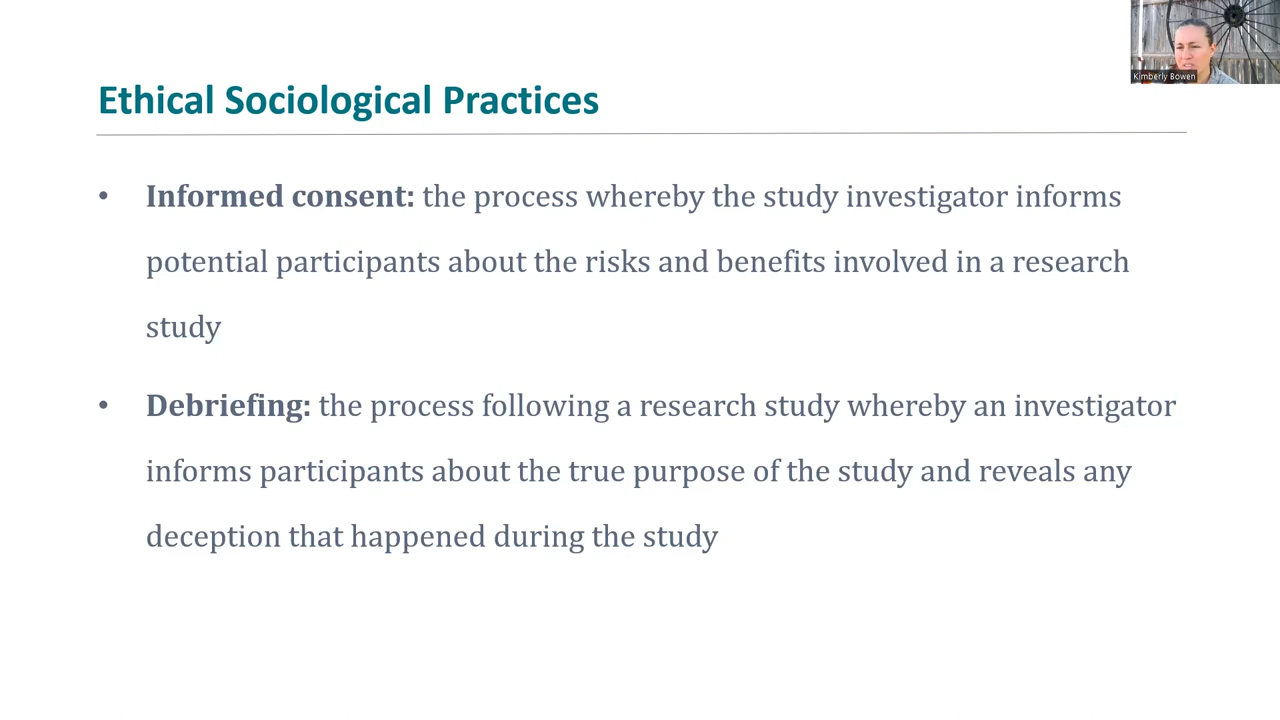 Kimberly Bowen
Ethical Sociological Practices
• Informed consent: the process whereby the study investigator informs
potential participants about the risks and benefits involved in a research
study
• Debriefing: the process following a research study whereby an investigator
informs participants about the true purpose of the study and reveals any
deception that happened during the study